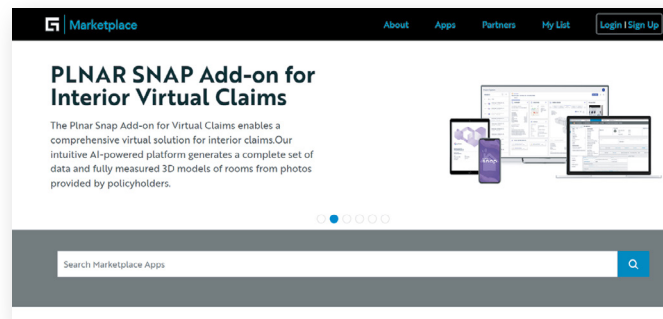 Marketplace
About Apps Partners My List Login | Sign Up
PLNAR SNAP Add-on for
Interior Virtual Claims
The Plnar Snap Add-on for Virtual Claims enables a
comprehensive virtual solution for interior claims.Our
intuitive AI-powered platform generates a complete set of
data and fully measured 3D models of rooms from photos
provided by policyholders.
snap
Search Marketplace Apps